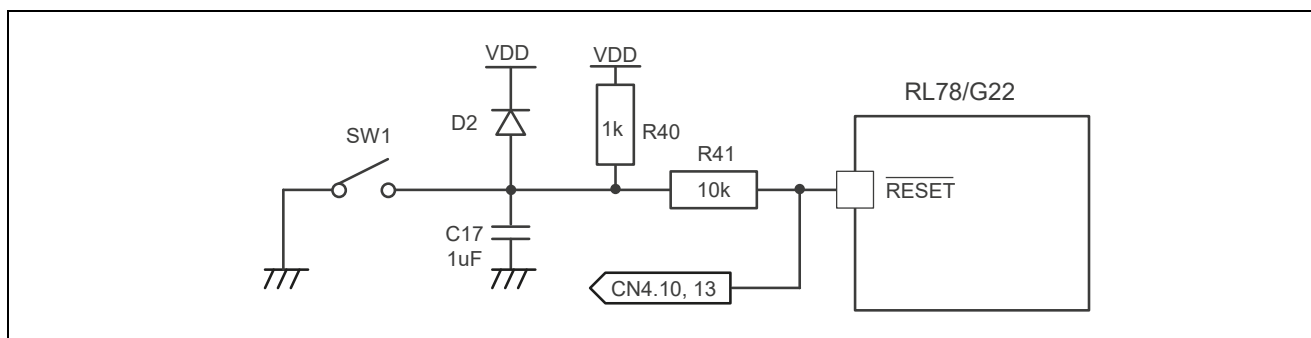 VDD
VDD
RL78/G22
D2
1k
R40
SW1
R41
10k
RESET
C17
1uF
CN4.10, 13